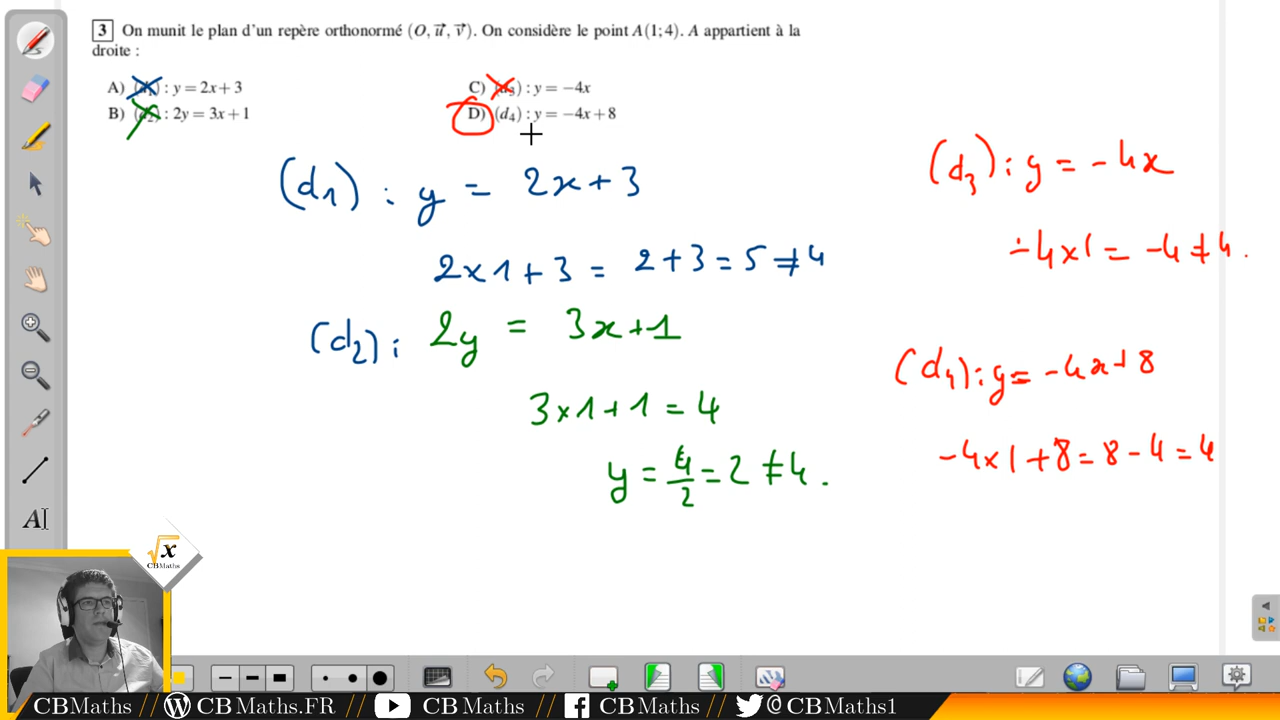 3 On munit le plan d'un repère orthonormé (O, u⃗, v⃗). On considère le point A(1;4). A appartient à la
droite :
A) (d₁) : y = 2x+3
C) (d₃) : y = −4x
B) (d₂) : 2y = 3x+1
D) (d₄) : y = −4x+8
(d₁) : y = 2x+3
2×1+3 = 2+3 = 5 ≠ 4
(d₂) : 2y = 3x+1
3×1+1 = 4
y = 4/2 = 2 ≠ 4.
(d₃) : y = −4x
−4×1 = −4 ≠ 4.
(d₄) : y = −4x+8
−4×1+8 = 8−4 = 4
AI
√x
CBMaths
CBMaths // CBMaths.FR // CBMaths // CBMaths // @CBMaths1